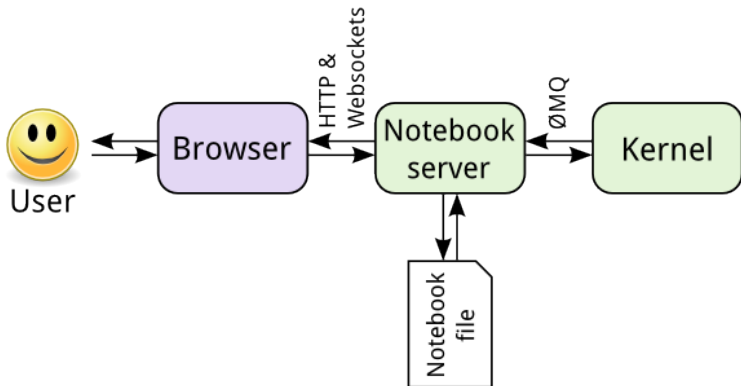 User
Browser
HTTP &
Websockets
Notebook
server
ØMQ
Kernel
Notebook
file